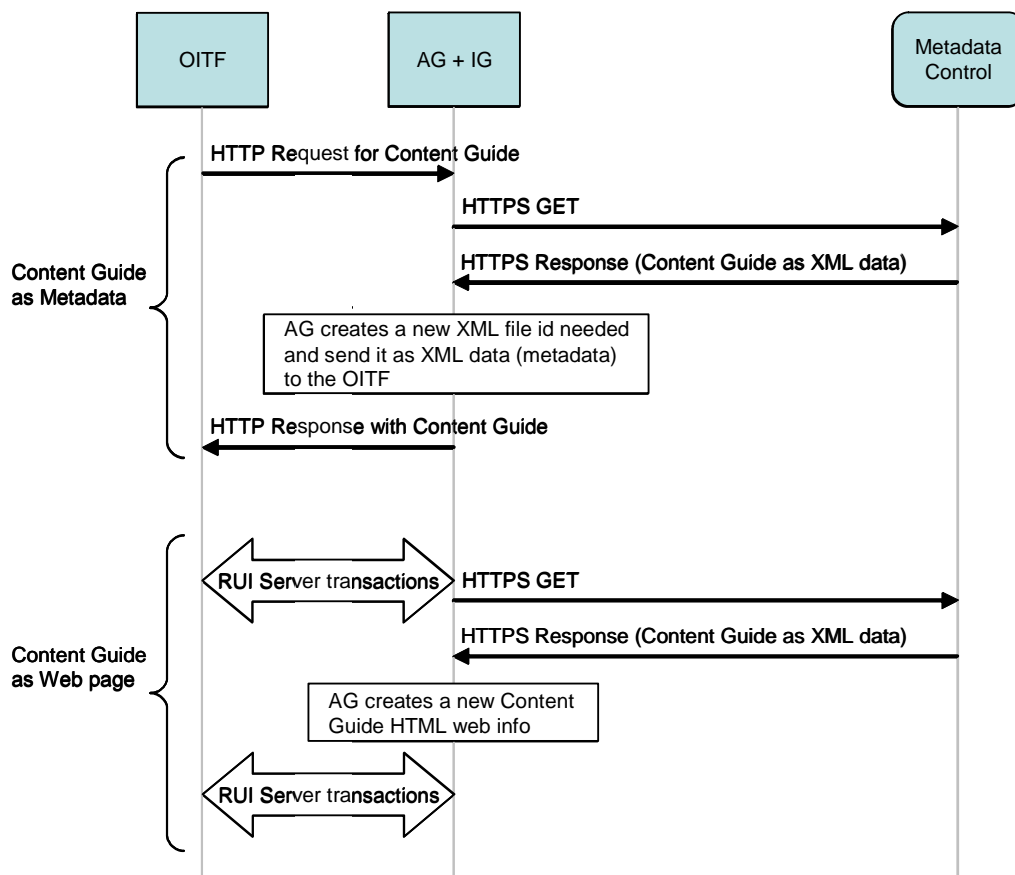 OITF
AG + IG
Metadata
Control
HTTP Request for Content Guide
HTTPS GET
HTTPS Response (Content Guide as XML data)
Content Guide
as Metadata
AG creates a new XML file id needed
and send it as XML data (metadata)
to the OITF
HTTP Response with Content Guide
RUI Server transactions
HTTPS GET
HTTPS Response (Content Guide as XML data)
Content Guide
as Web page
AG creates a new Content
Guide HTML web info
RUI Server transactions